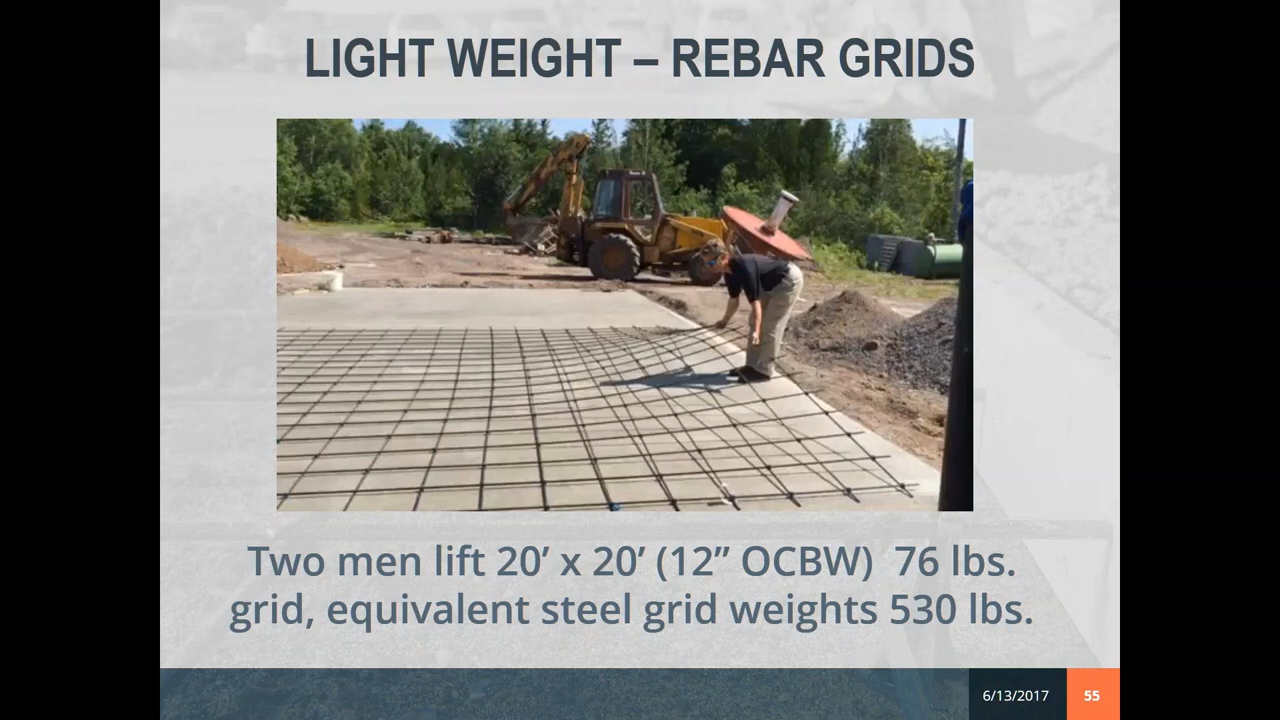 LIGHT WEIGHT – REBAR GRIDS
Two men lift 20’ x 20’ (12” OCBW)  76 lbs.
grid, equivalent steel grid weights 530 lbs.
6/13/2017
55